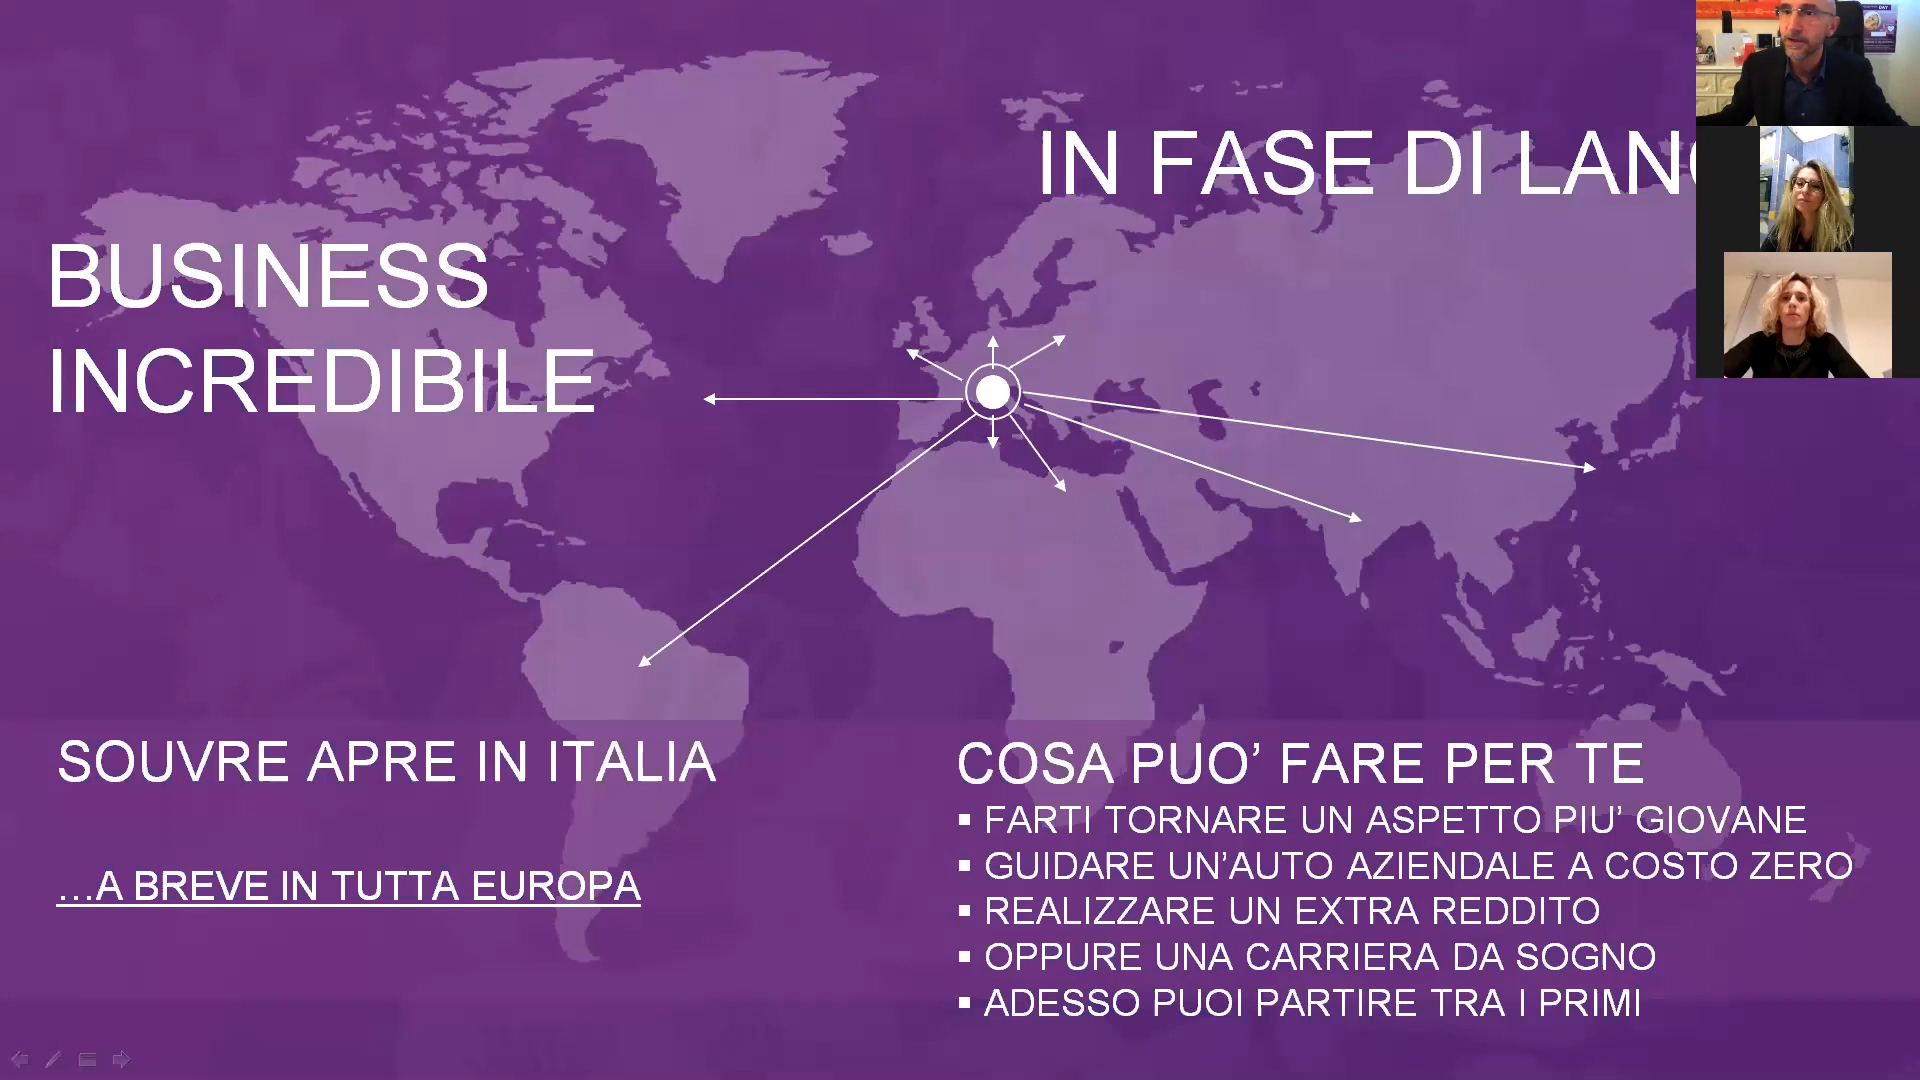 IN FASE DI LAN
BUSINESS
INCREDIBILE
SOUVRE APRE IN ITALIA
...A BREVE IN TUTTA EUROPA
COSA PUO’ FARE PER TE
▪ FARTI TORNARE UN ASPETTO PIU’ GIOVANE
▪ GUIDARE UN’AUTO AZIENDALE A COSTO ZERO
▪ REALIZZARE UN EXTRA REDDITO
▪ OPPURE UNA CARRIERA DA SOGNO
▪ ADESSO PUOI PARTIRE TRA I PRIMI